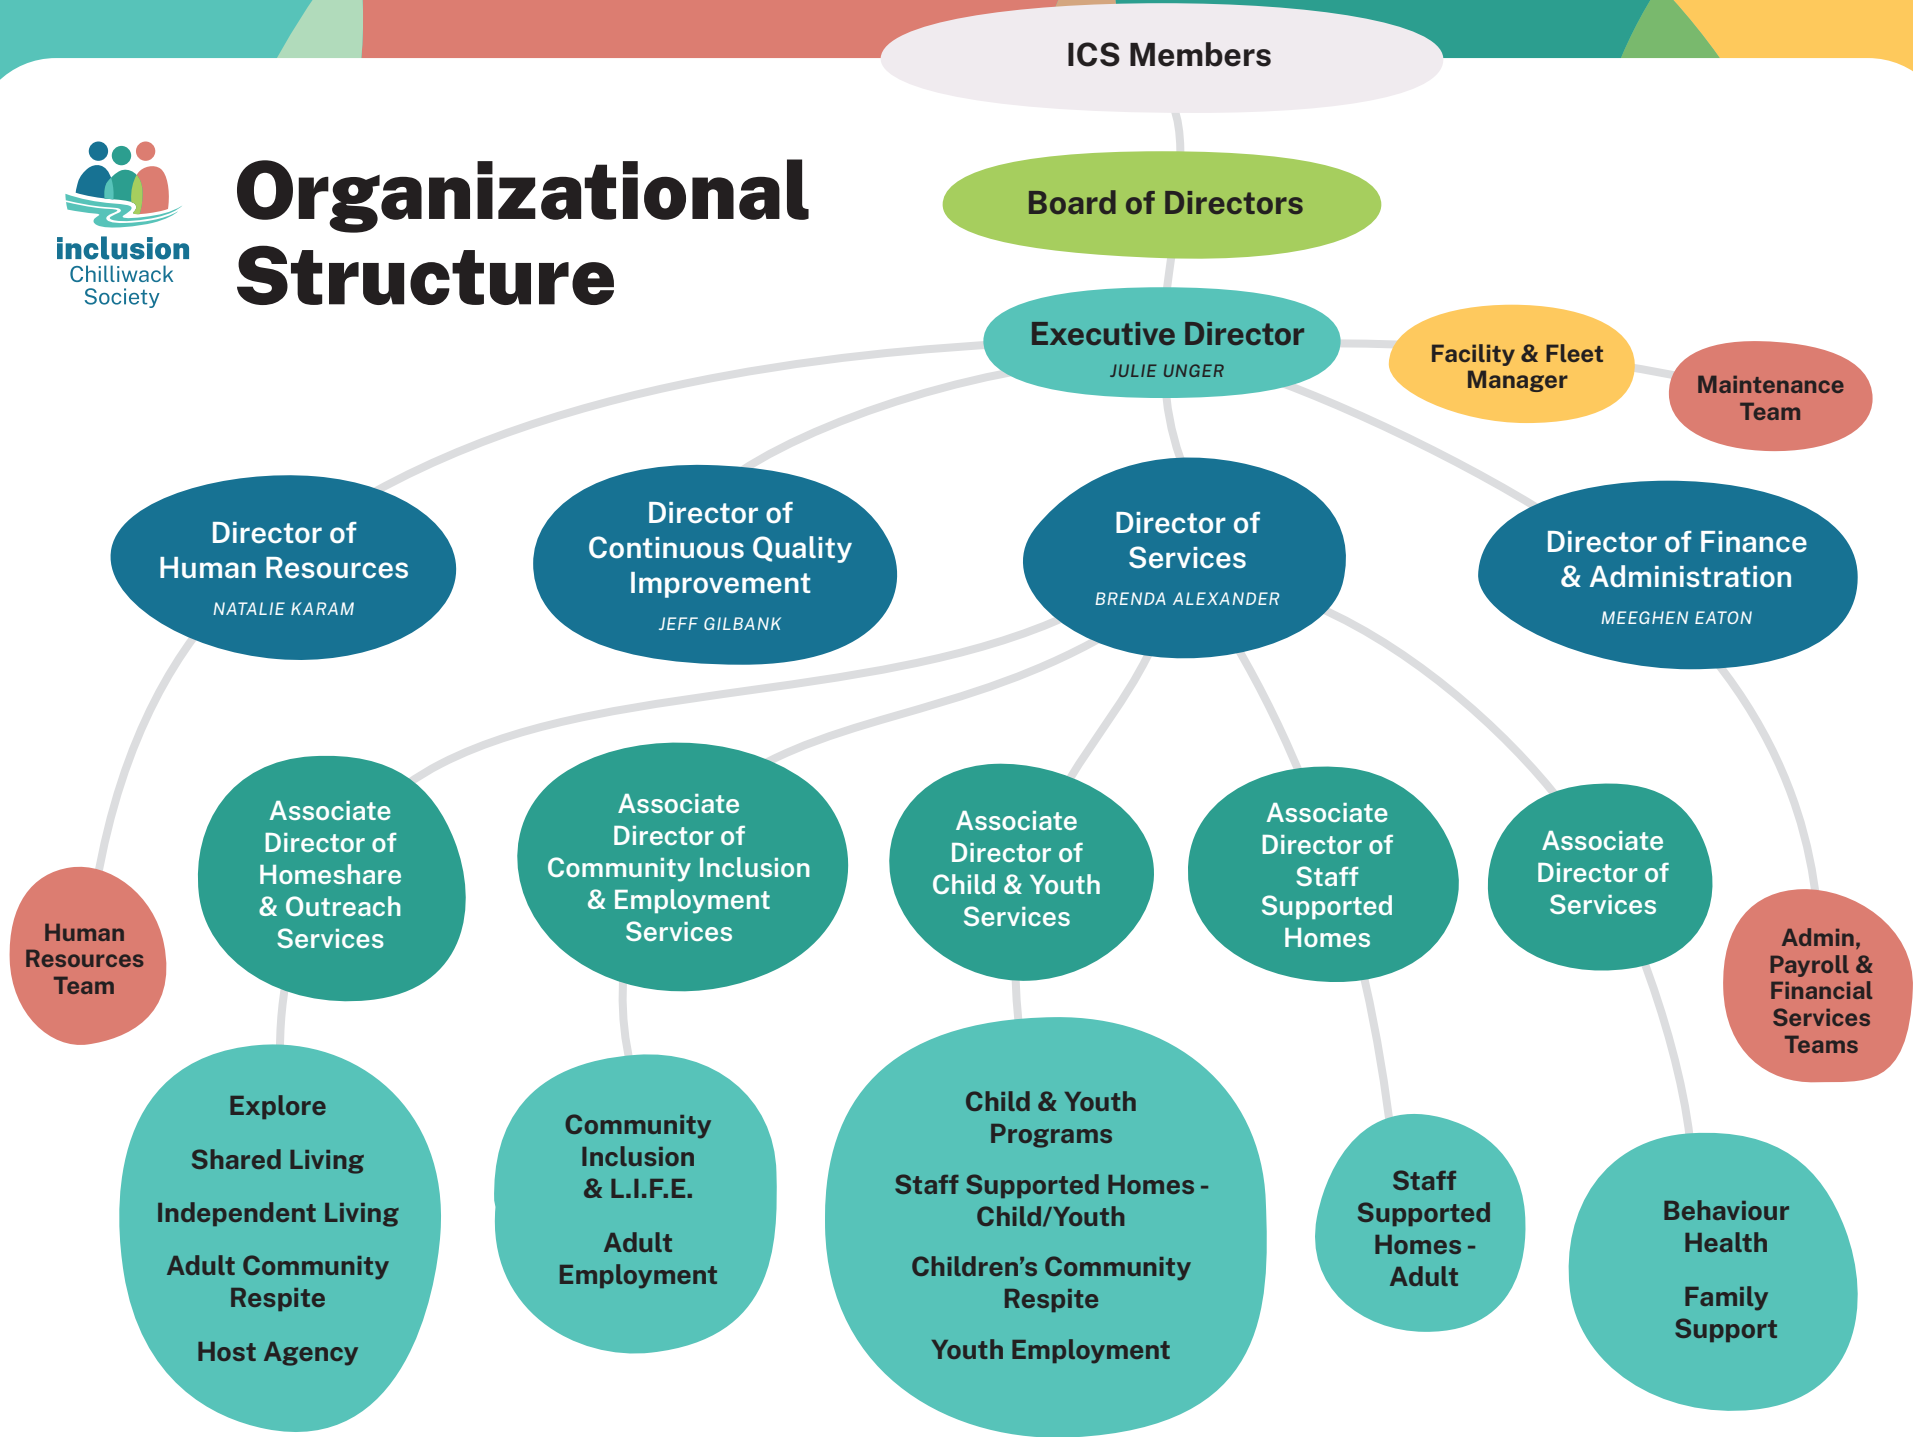 ICS Members
inclusion
Chilliwack
Society
Organizational
Structure
Board of Directors
Executive Director
JULIE UNGER
Facility & Fleet
Manager
Maintenance
Team
Director of
Human Resources
NATALIE KARAM
Director of
Continuous Quality
Improvement
JEFF GILBANK
Director of
Services
BRENDA ALEXANDER
Director of Finance
& Administration
MEEGHEN EATON
Human
Resources
Team
Associate
Director of
Homeshare
& Outreach
Services
Associate
Director of
Community Inclusion
& Employment
Services
Associate
Director of
Child & Youth
Services
Associate
Director of
Staff
Supported
Homes
Associate
Director of
Services
Admin,
Payroll &
Financial
Services
Teams
Explore
Shared Living
Independent Living
Adult Community
Respite
Host Agency
Community
Inclusion
& L.I.F.E.
Adult
Employment
Child & Youth
Programs
Staff Supported Homes -
Child/Youth
Children’s Community
Respite
Youth Employment
Staff
Supported
Homes -
Adult
Behaviour
Health
Family
Support